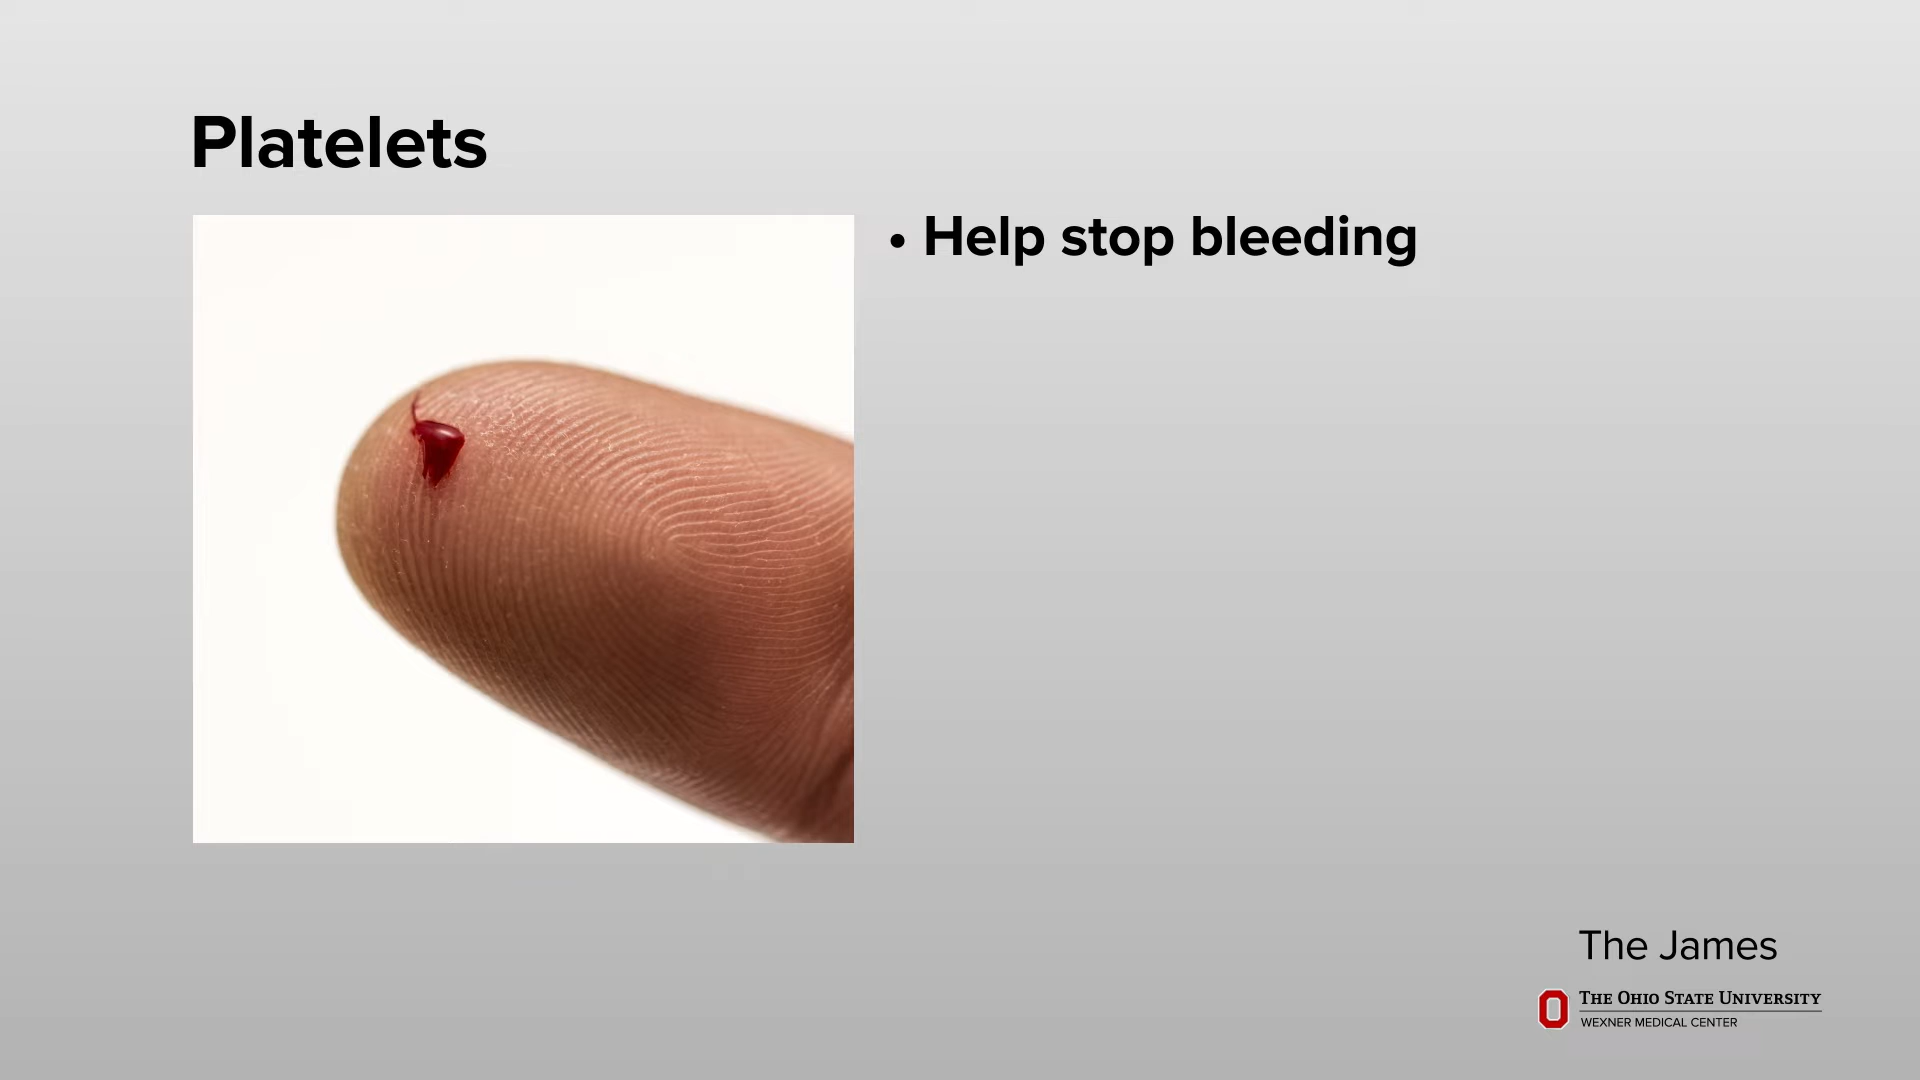 Platelets
• Help stop bleeding
The James
THE OHIO STATE UNIVERSITY
WEXNER MEDICAL CENTER